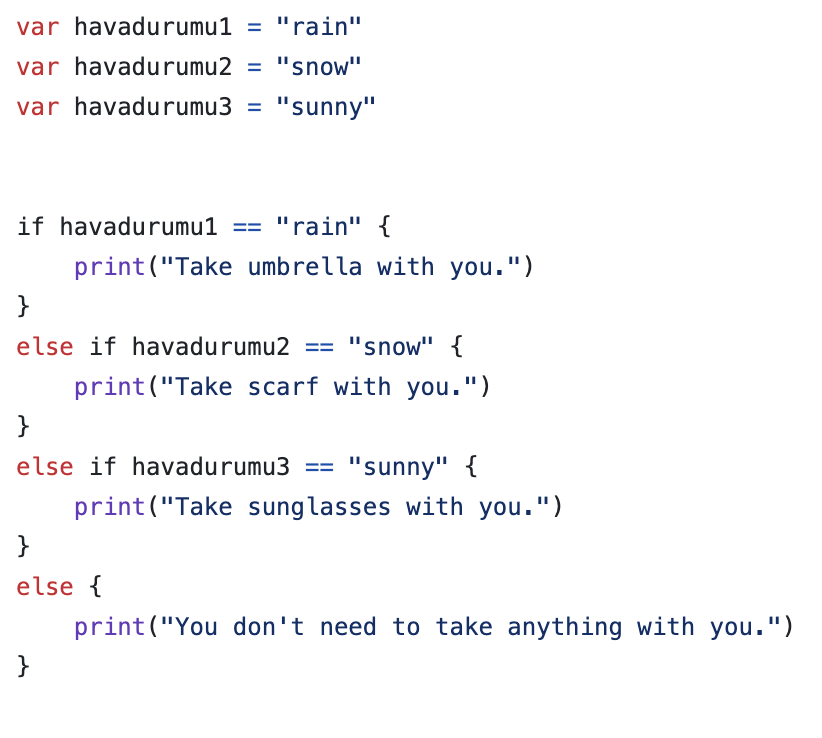 var havadurumu1 = "rain"
var havadurumu2 = "snow"
var havadurumu3 = "sunny"
if havadurumu1 == "rain" {
    print("Take umbrella with you.")
}
else if havadurumu2 == "snow" {
    print("Take scarf with you.")
}
else if havadurumu3 == "sunny" {
    print("Take sunglasses with you.")
}
else {
    print("You don't need to take anything with you.")
}